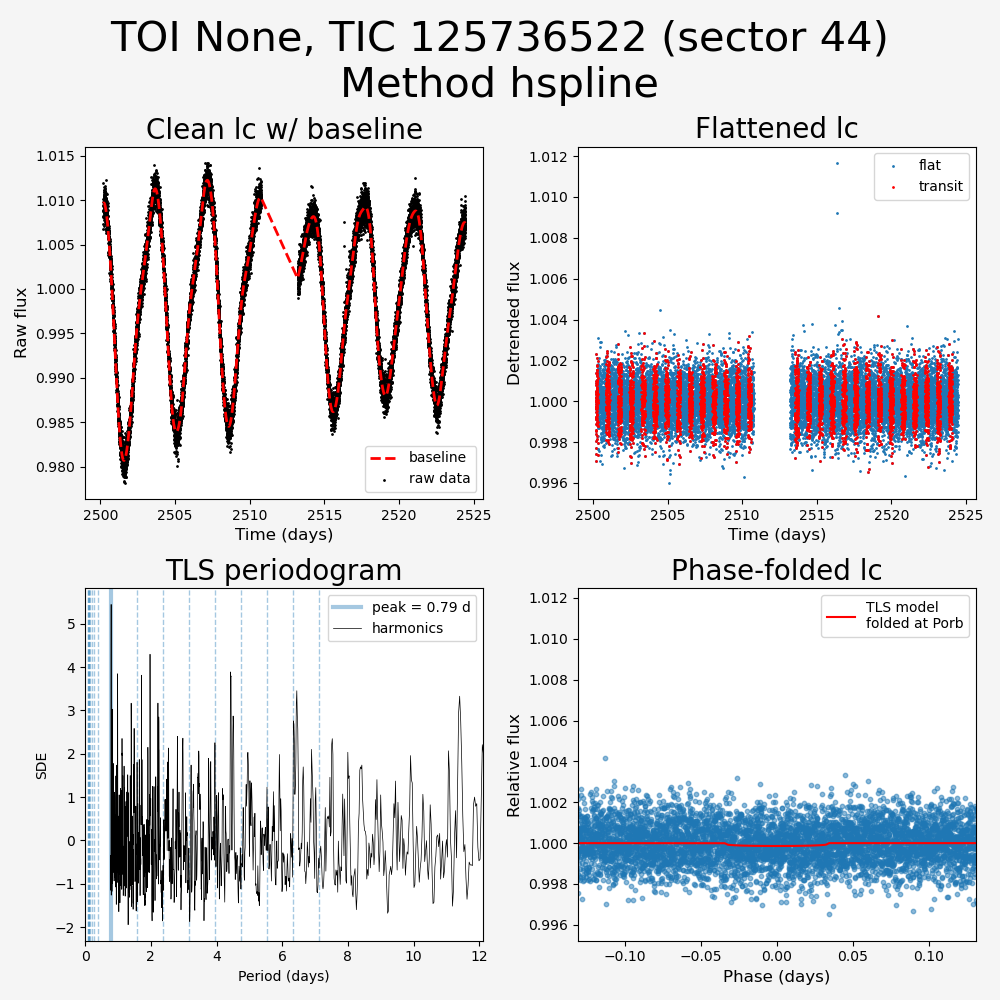 TOI None, TIC 125736522 (sector 44)
Method hspline
Clean lc w/ baseline
Raw flux
1.015
1.010
1.005
1.000
0.995
0.990
0.985
0.980
baseline
raw data
2500
2505
2510
2515
2520
2525
Time (days)
Flattened lc
Detrended flux
1.012
1.010
1.008
1.006
1.004
1.002
1.000
0.998
0.996
flat
transit
2500
2505
2510
2515
2520
2525
Time (days)
TLS periodogram
SDE
5
4
3
2
1
0
−1
−2
peak = 0.79 d
harmonics
0
2
4
6
8
10
12
Period (days)
Phase-folded lc
Relative flux
1.012
1.010
1.008
1.006
1.004
1.002
1.000
0.998
0.996
TLS model
folded at Porb
−0.10
−0.05
0.00
0.05
0.10
Phase (days)